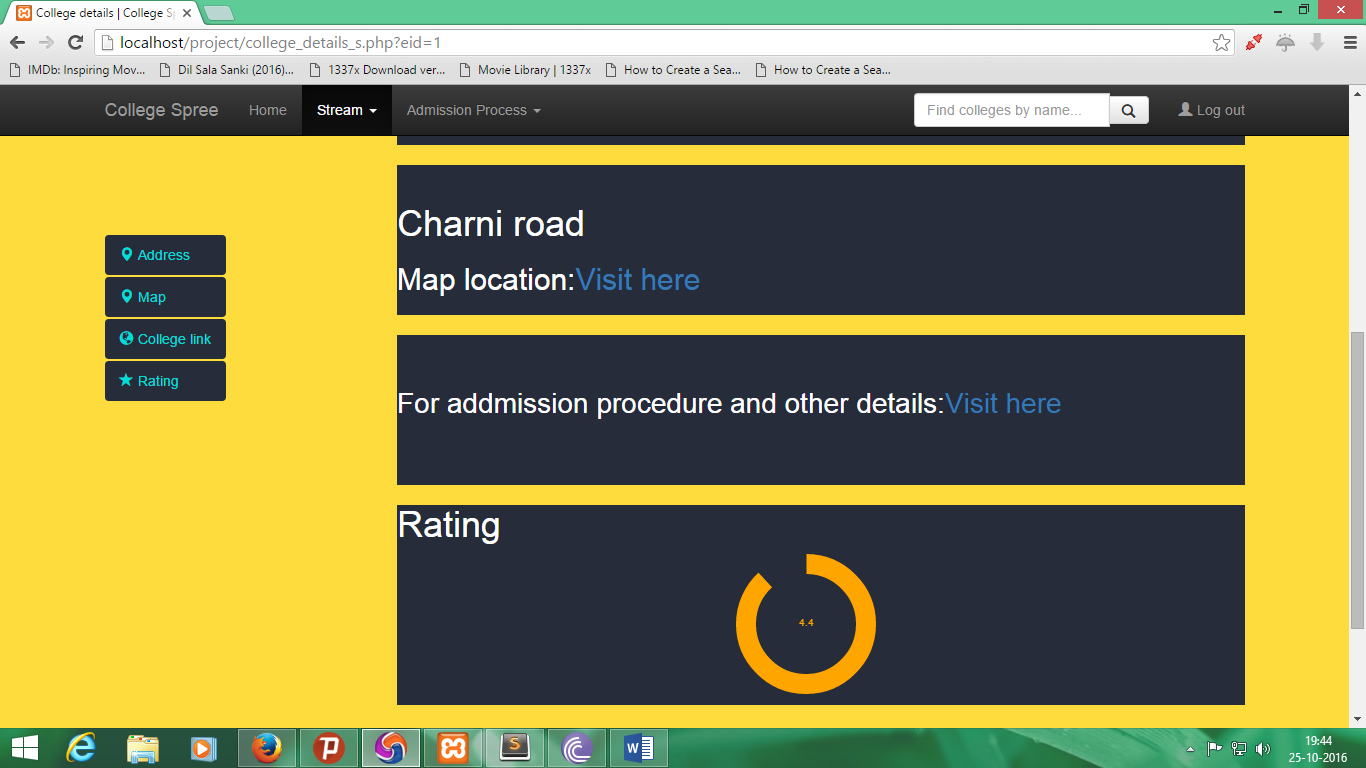 College details | College Sp
localhost/project/college_details_s.php?eid=1
IMDb: Inspiring Mov... Dil Sala Sanki (2016)... 1337x Download ver... Movie Library | 1337x How to Create a Sea... How to Create a Sea...
College Spree Home Stream Admission Process Find colleges by name... Log out
Address
Map
College link
Rating
Charni road
Map location:Visit here
For addmission procedure and other details:Visit here
Rating
4.4
19:44
25-10-2016